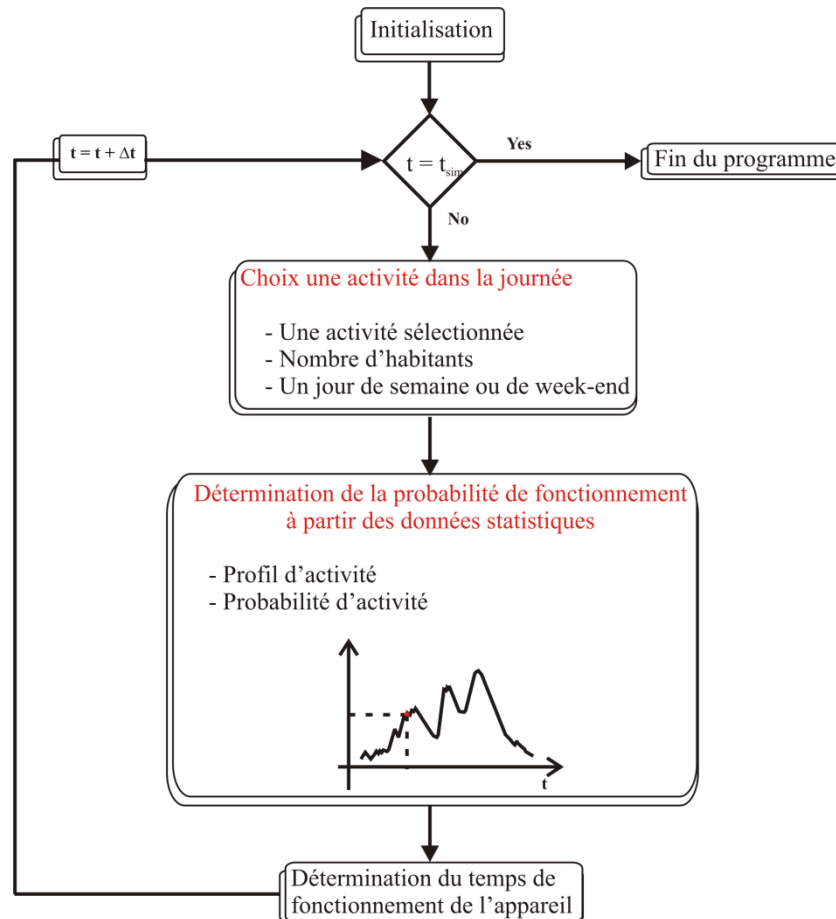 Initialisation
t = t + Δt
t = tsim
Yes
Fin du programme
No
Choix une activité dans la journée
- Une activité sélectionnée
- Nombre d’habitants
- Un jour de semaine ou de week-end
Détermination de la probabilité de fonctionnement
à partir des données statistiques
- Profil d’activité
- Probabilité d’activité
t
Détermination du temps de
fonctionnement de l’appareil